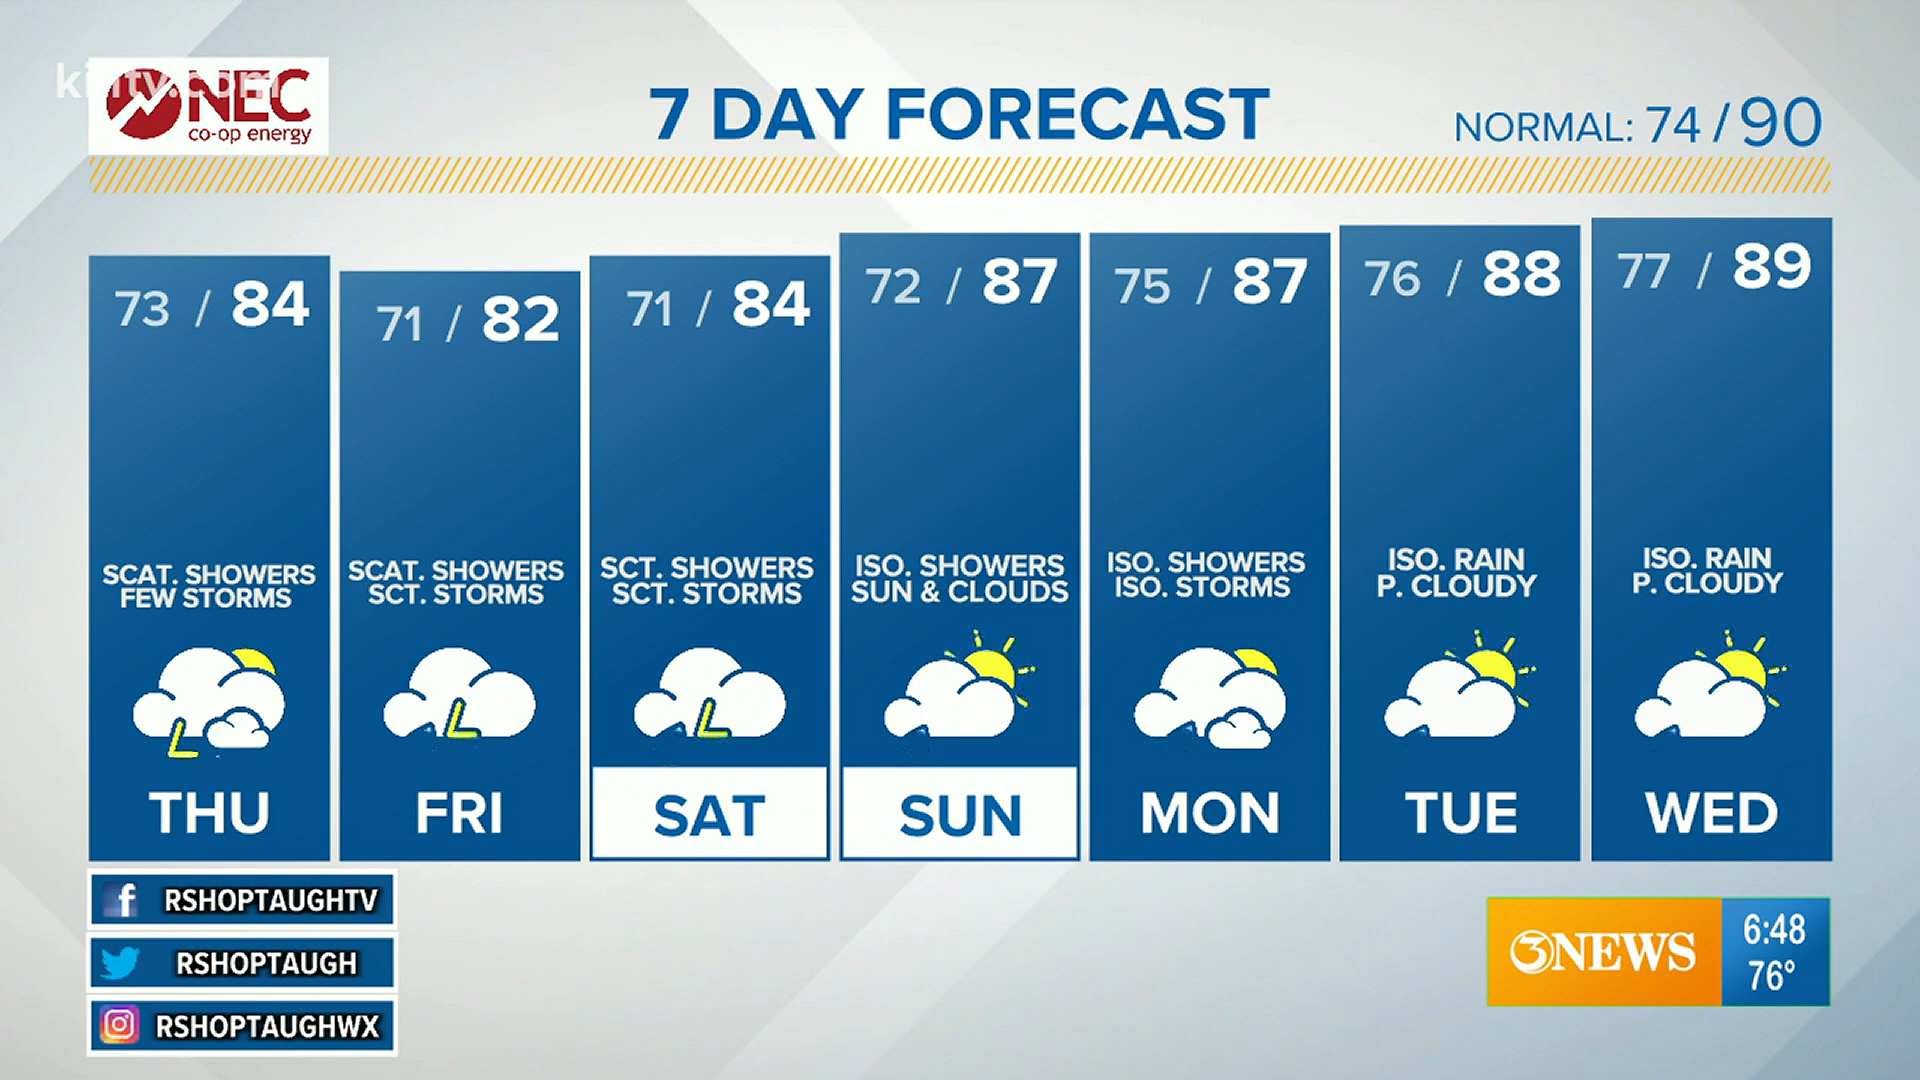 NEC
co-op energy
7 DAY FORECAST
NORMAL: 74 / 90
73 / 84
SCAT. SHOWERS
FEW STORMS
THU
71 / 82
SCAT. SHOWERS
SCT. STORMS
FRI
71 / 84
SCT. SHOWERS
SCT. STORMS
SAT
72 / 87
ISO. SHOWERS
SUN & CLOUDS
SUN
75 / 87
ISO. SHOWERS
ISO. STORMS
MON
76 / 88
ISO. RAIN
P. CLOUDY
TUE
77 / 89
ISO. RAIN
P. CLOUDY
WED
f RSHOPTAUGHTV
RSHOPTAUGH
RSHOPTAUGHWX
3NEWS
6:48
76°